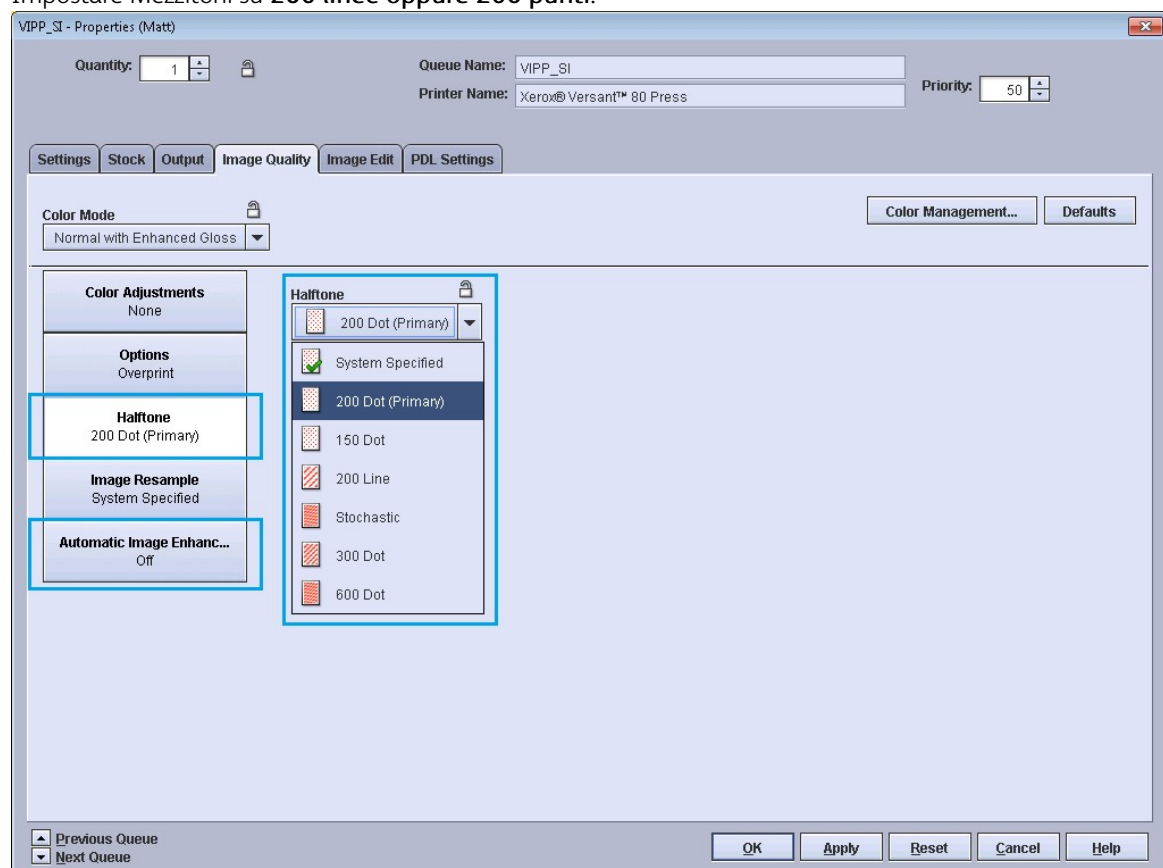 Impostare Mezzitoni su 200 linee oppure 200 punti.
VIPP_SI - Properties (Matt)
Quantity: 1
Queue Name: VIPP_SI
Printer Name: Xerox® Versant™ 80 Press
Priority: 50
Settings Stock Output Image Quality Image Edit PDL Settings
Color Mode
Normal with Enhanced Gloss
Color Management... Defaults
Color Adjustments
None
Options
Overprint
Halftone
200 Dot (Primary)
Image Resample
System Specified
Automatic Image Enhanc...
Off
Halftone
200 Dot (Primary)
System Specified
200 Dot (Primary)
150 Dot
200 Line
Stochastic
300 Dot
600 Dot
Previous Queue
Next Queue
OK Apply Reset Cancel Help